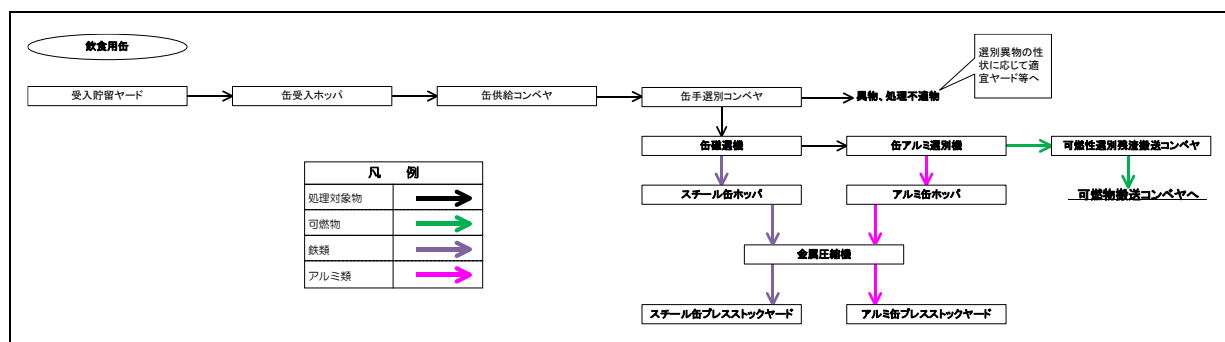 飲食用缶
選別異物の性
状に応じて適
宜ヤード等へ
受入貯留ヤード
缶受入ホッパ
缶供給コンベヤ
缶手選別コンベヤ
異物、処理不適物
缶磁選機
缶アルミ選別機
可燃性選別残渣搬送コンベヤ
凡　例
処理対象物
可燃物
鉄類
アルミ類
スチール缶ホッパ
アルミ缶ホッパ
可燃物搬送コンベヤへ
金属圧縮機
スチール缶プレスストックヤード
アルミ缶プレスストックヤード